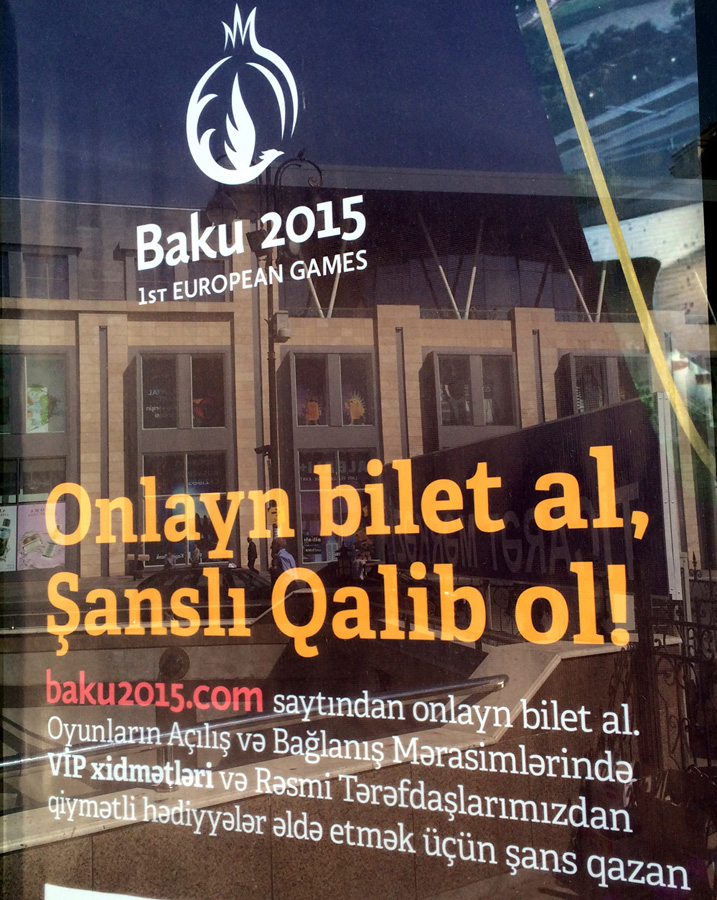 Baku 2015
1ST EUROPEAN GAMES
Onlayn bilet al,
Şanslı Qalib ol!
baku2015.com saytından onlayn bilet al.
Oyunların Açılış və Bağlanış Mərasimlərində
VİP xidmətləri və Rəsmi Tərəfdaşlarımızdan
qiymətli hədiyyələr əldə etmək üçün şans qazan